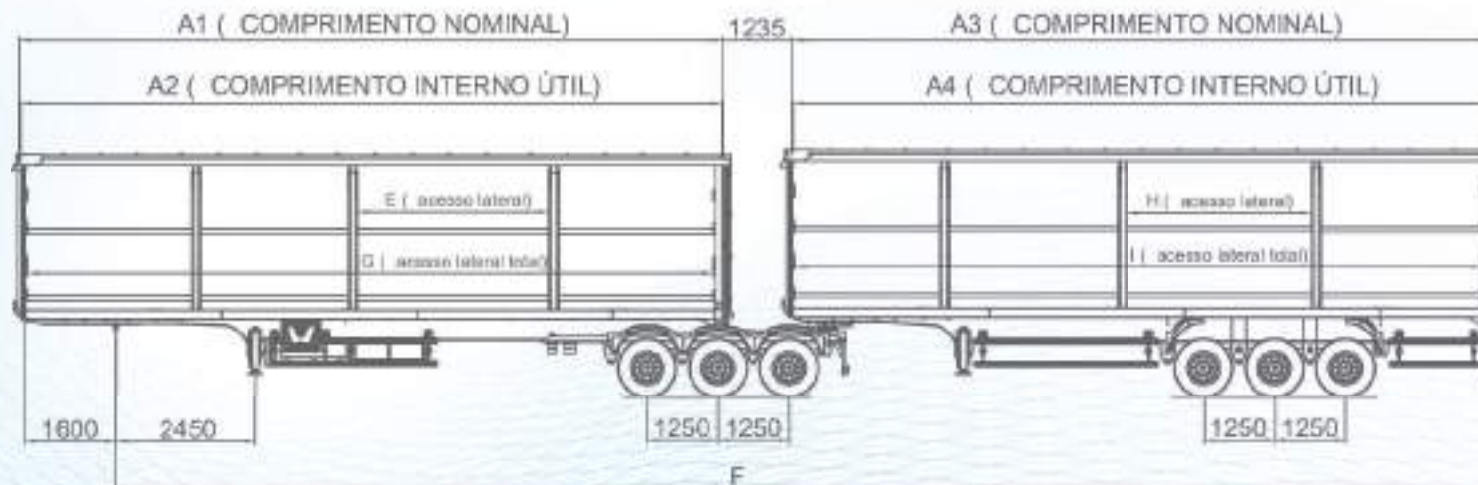 A1 ( COMPRIMENTO NOMINAL) 1235 A3 ( COMPRIMENTO NOMINAL)
A2 ( COMPRIMENTO INTERNO ÚTIL) A4 ( COMPRIMENTO INTERNO ÚTIL)
E ( acesso lateral) H ( acesso lateral)
G ( acesso lateral total) I ( acesso lateral total)
1600 2450 1250 1250 1250 1250
F